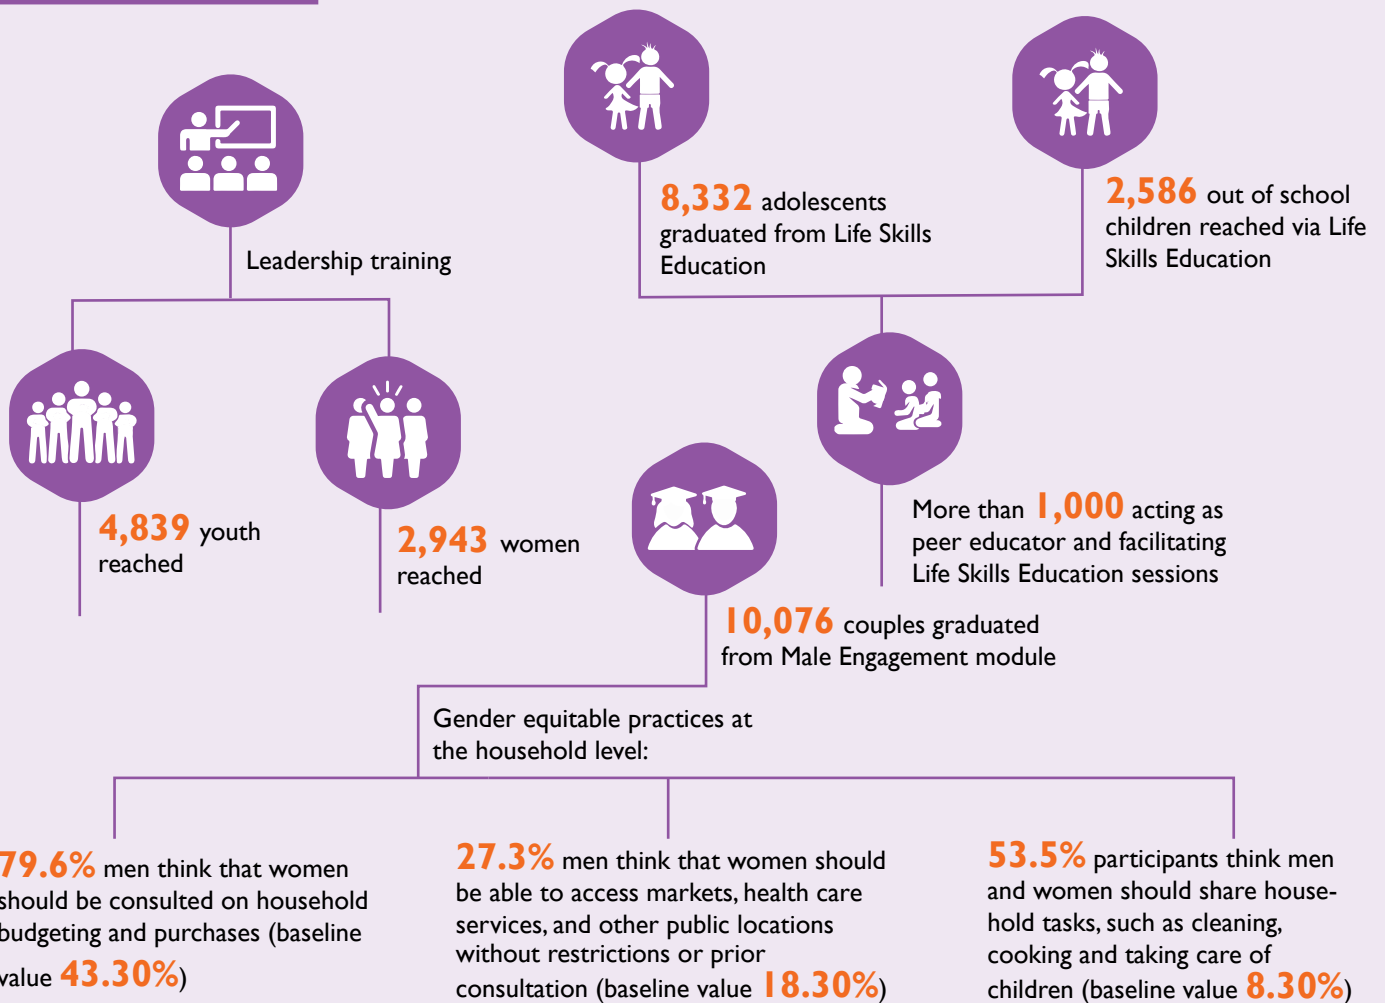 Leadership training
4,839 youth
reached
2,943 women
reached
8,332 adolescents
graduated from Life Skills
Education
2,586 out of school
children reached via Life
Skills Education
More than 1,000 acting as
peer educator and facilitating
Life Skills Education sessions
10,076 couples graduated
from Male Engagement module
Gender equitable practices at
the household level:
79.6% men think that women
should be consulted on household
budgeting and purchases (baseline
value 43.30%)
27.3% men think that women should
be able to access markets, health care
services, and other public locations
without restrictions or prior
consultation (baseline value 18.30%)
53.5% participants think men
and women should share house-
hold tasks, such as cleaning,
cooking and taking care of
children (baseline value 8.30%)